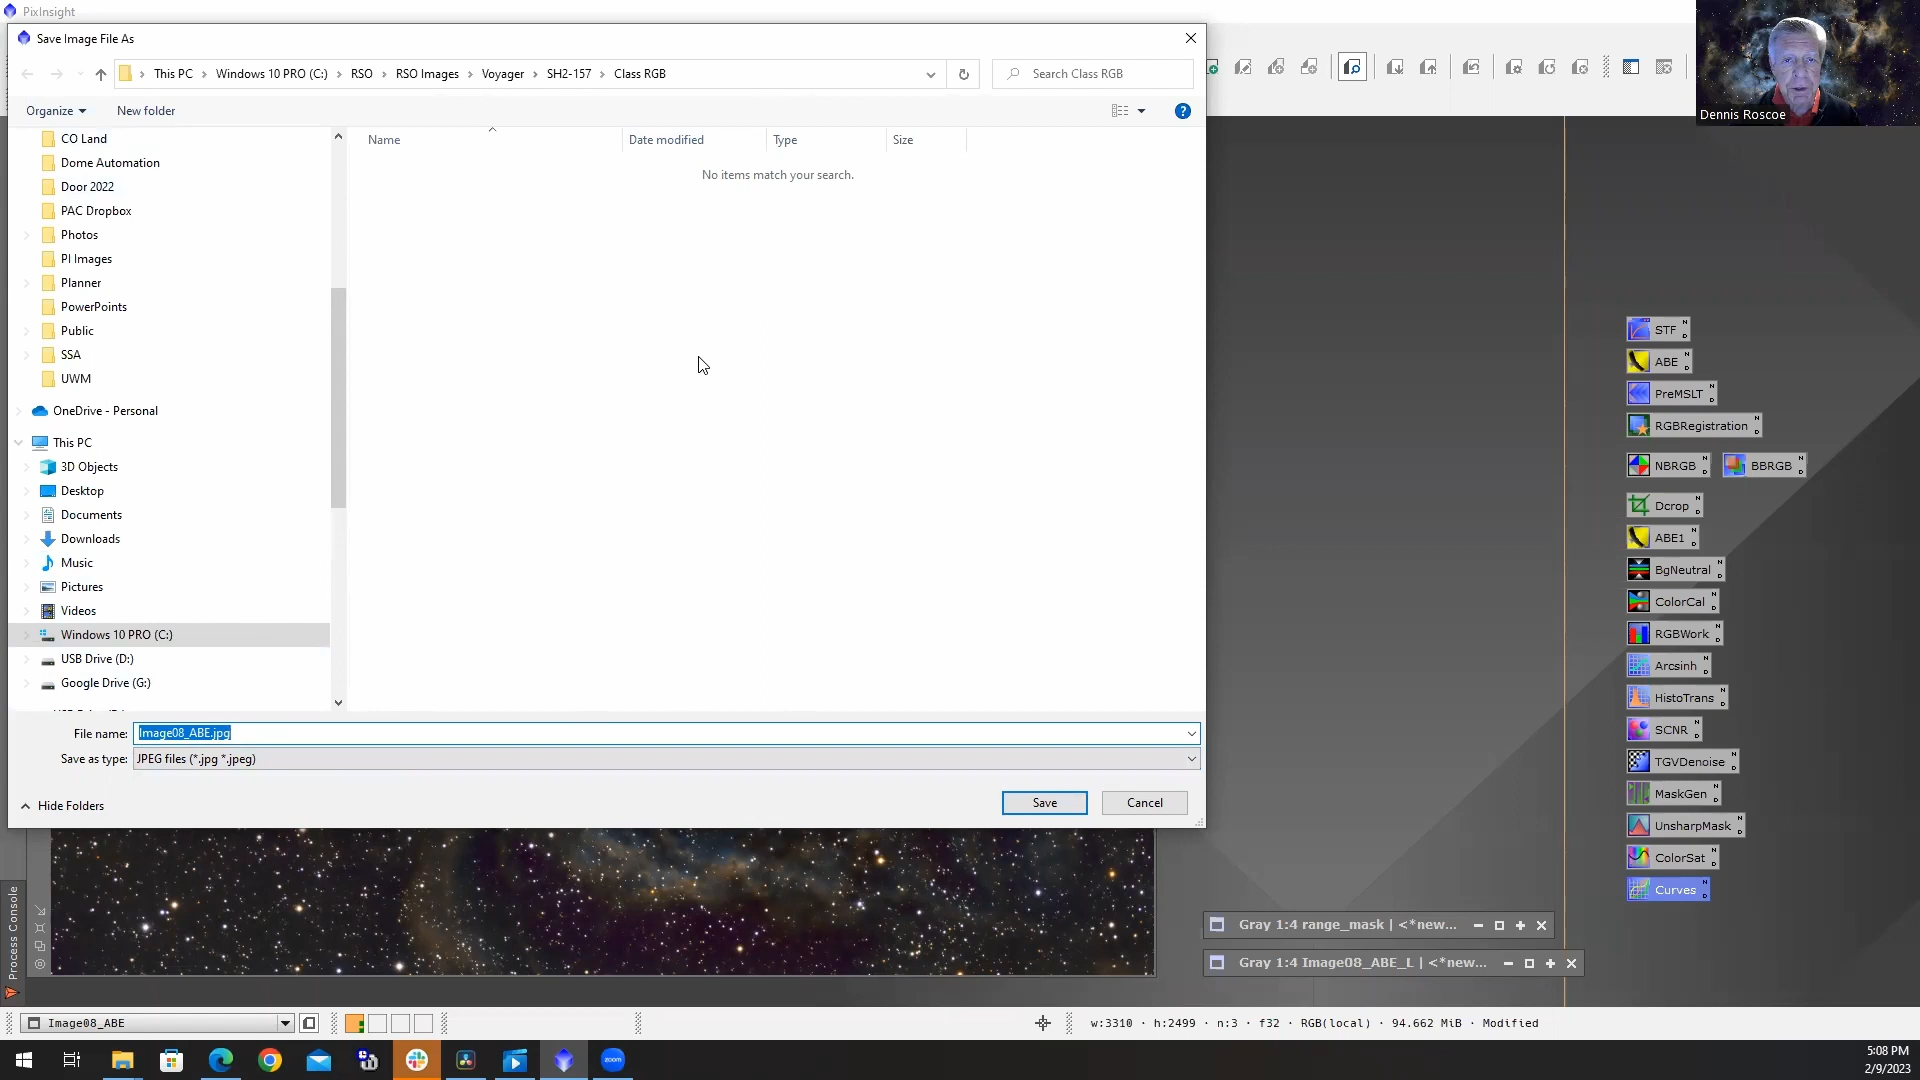 PixInsight
Save Image File As
This PC > Windows 10 PRO (C:) > RSO > RSO Images > Voyager > SH2-157 > Class RGB
Search Class RGB
Organize
New folder
Dennis Roscoe
Name
Date modified
Type
Size
No items match your search.
CO Land
Dome Automation
Door 2022
PAC Dropbox
Photos
PI Images
Planner
PowerPoints
Public
SSA
UWM
OneDrive - Personal
This PC
3D Objects
Desktop
Documents
Downloads
Music
Pictures
Videos
Windows 10 PRO (C:)
USB Drive (D:)
Google Drive (G:)
File name:
Image08_ABE.jpg
Save as type:
JPEG files (*.jpg *.jpeg)
Hide Folders
Save
Cancel
STF
ABE
PreMSLT
RGBRegistration
NBRGB
BBRGB
Dcrop
ABE1
BgNeutral
ColorCal
RGBWork
Arcsinh
HistoTrans
SCNR
TGVDenoise
MaskGen
UnsharpMask
ColorSat
Curves
Process Console
Gray 1:4 range_mask | <*new...
Gray 1:4 Image08_ABE_L | <*new...
Image08_ABE
w:3310 · h:2499 · n:3 · f32 · RGB(local) · 94.662 MiB · Modified
zoom
5:08 PM
2/9/2023